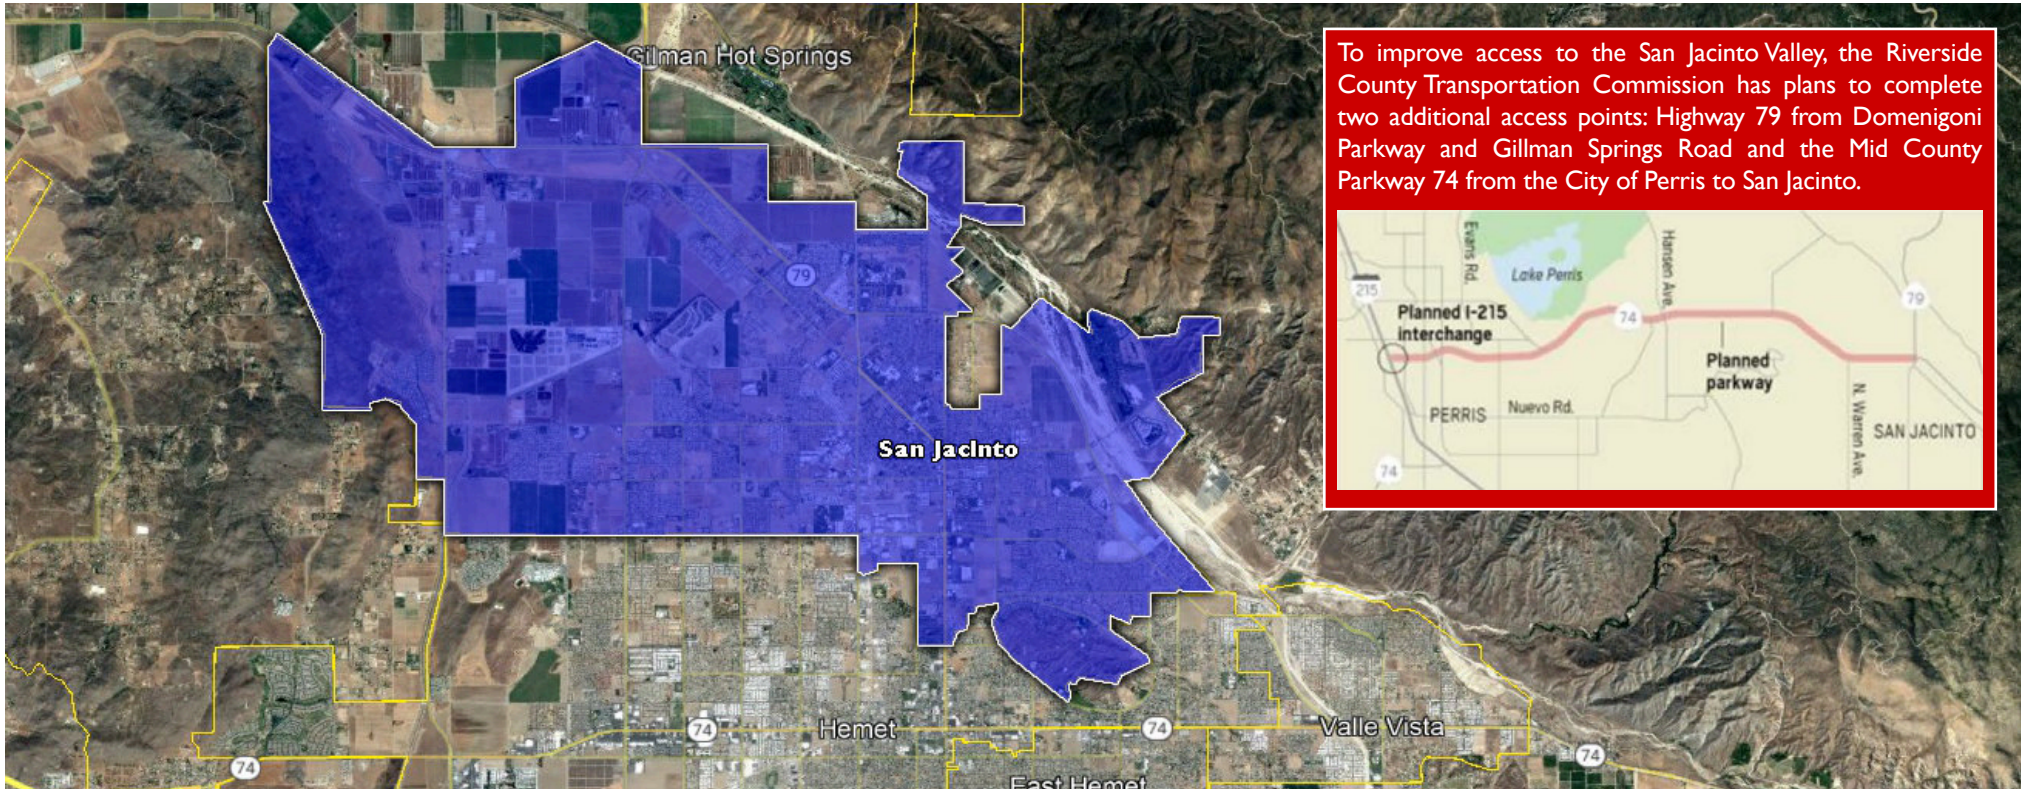 Gilman Hot Springs
79
San Jacinto
74
Hemet
74
Valle Vista
74
74
East Hemet
To improve access to the San Jacinto Valley, the Riverside
County Transportation Commission has plans to complete
two additional access points: Highway 79 from Domenigoni
Parkway and Gillman Springs Road and the Mid County
Parkway 74 from the City of Perris to San Jacinto.
Evans Rd.
Hansen Ave.
Lake Perris
215
79
Planned I-215
interchange
74
Planned
parkway
PERRIS
Nuevo Rd.
N. Warren Ave.
SAN JACINTO
74